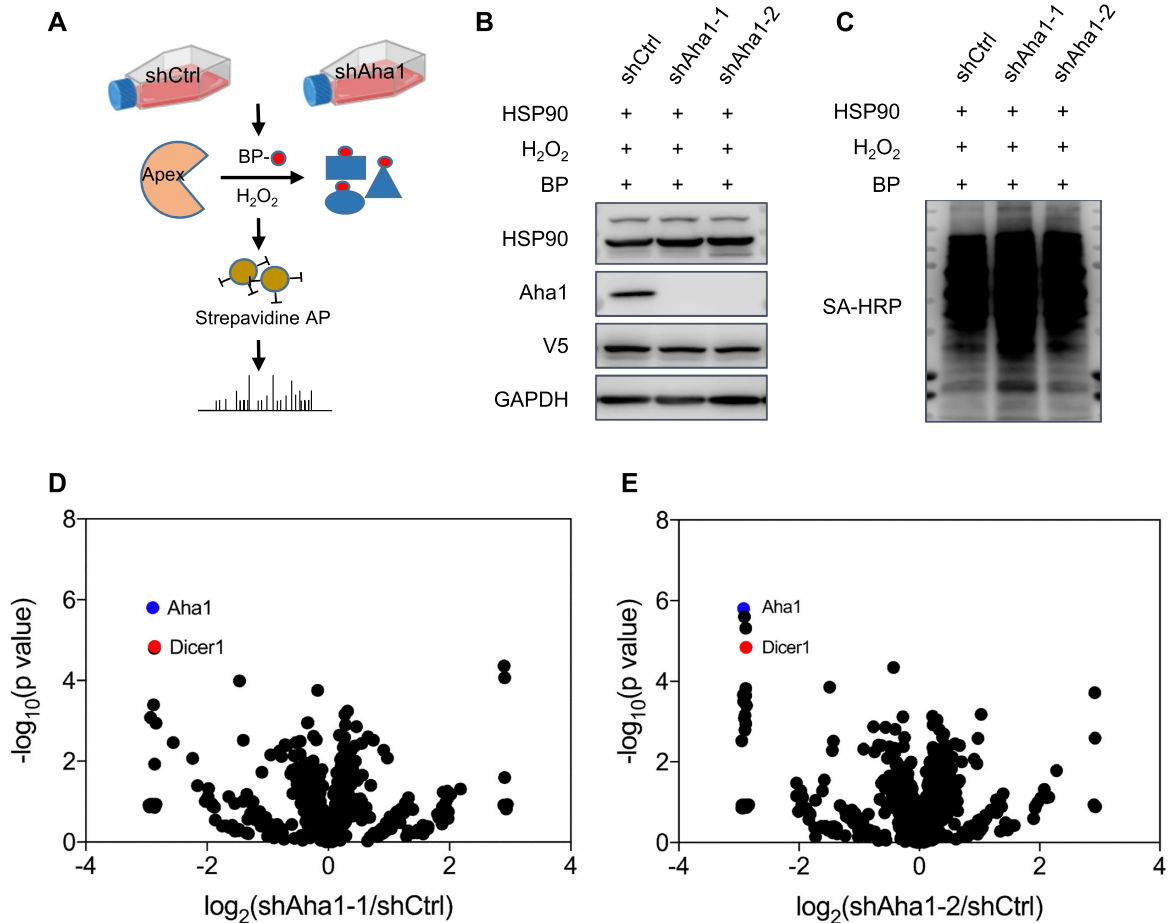 A
shCtrl
shAha1
Apex
BP-
H₂O₂
Strepavidine AP
B
shCtrl
shAha1-1
shAha1-2
HSP90 + + +
H₂O₂ + + +
BP + + +
HSP90
Aha1
V5
GAPDH
C
shCtrl
shAha1-1
shAha1-2
HSP90 + + +
H₂O₂ + + +
BP + + +
SA-HRP
D
-log₁₀(p value)
8
6
4
2
0
Aha1
Dicer1
-4 -2 0 2 4
log₂(shAha1-1/shCtrl)
E
-log₁₀(p value)
8
6
4
2
0
Aha1
Dicer1
-4 -2 0 2 4
log₂(shAha1-2/shCtrl)